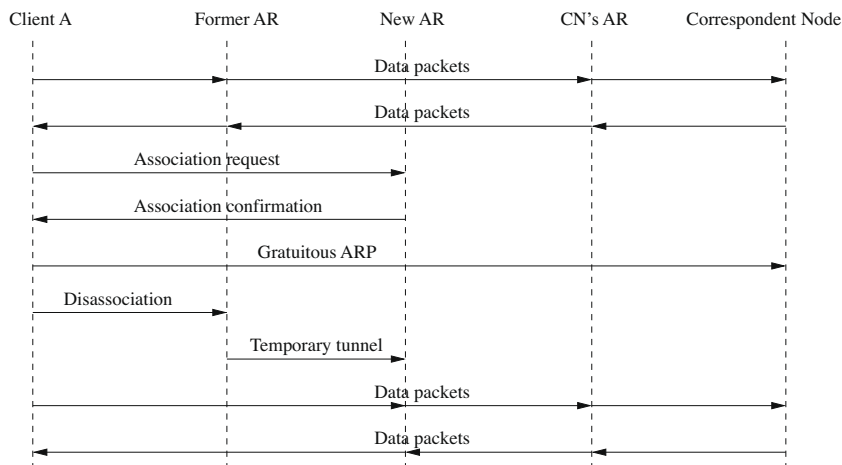 Client A Former AR New AR CN's AR Correspondent Node
Data packets
Data packets
Association request
Association confirmation
Gratuitous ARP
Disassociation
Temporary tunnel
Data packets
Data packets